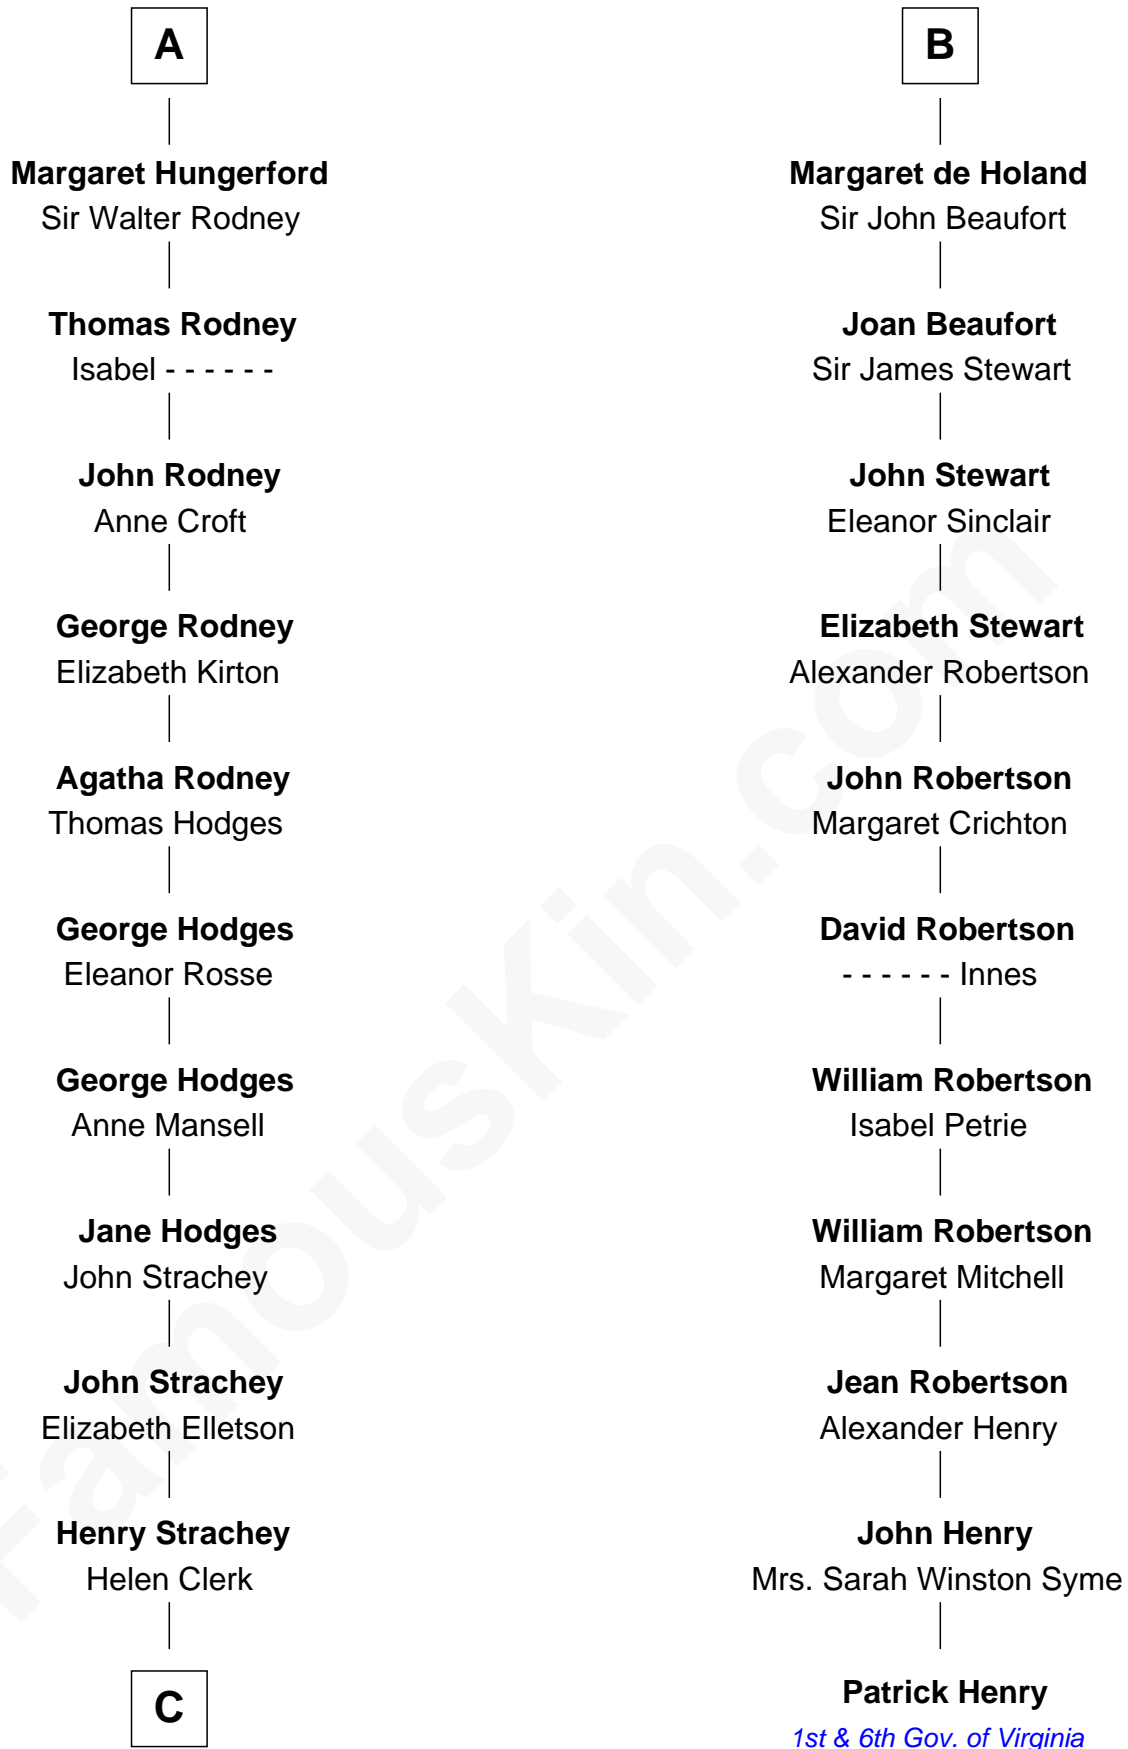 A
Margaret Hungerford
Sir Walter Rodney
Thomas Rodney
Isabel - - - - - -
John Rodney
Anne Croft
George Rodney
Elizabeth Kirton
Agatha Rodney
Thomas Hodges
George Hodges
Eleanor Rosse
George Hodges
Anne Mansell
Jane Hodges
John Strachey
John Strachey
Elizabeth Elletson
Henry Strachey
Helen Clerk
C
B
Margaret de Holand
Sir John Beaufort
Joan Beaufort
Sir James Stewart
John Stewart
Eleanor Sinclair
Elizabeth Stewart
Alexander Robertson
John Robertson
Margaret Crichton
David Robertson
- - - - - - Innes
William Robertson
Isabel Petrie
William Robertson
Margaret Mitchell
Jean Robertson
Alexander Henry
John Henry
Mrs. Sarah Winston Syme
Patrick Henry
1st & 6th Gov. of Virginia
FamousKin.com